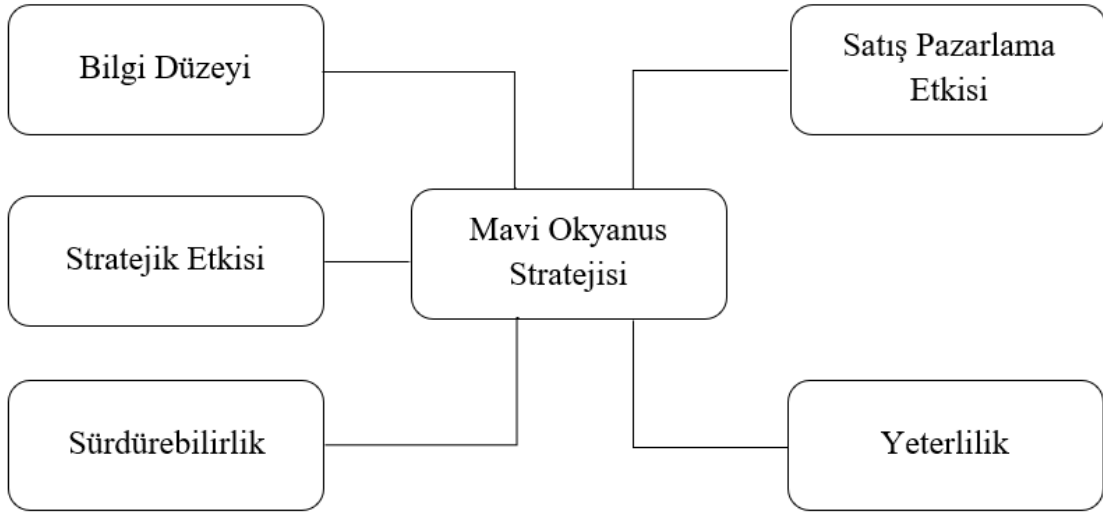 Bilgi Düzeyi
Satış Pazarlama
Etkisi
Stratejik Etkisi
Mavi Okyanus
Stratejisi
Sürdürebilirlik
Yeterlilik